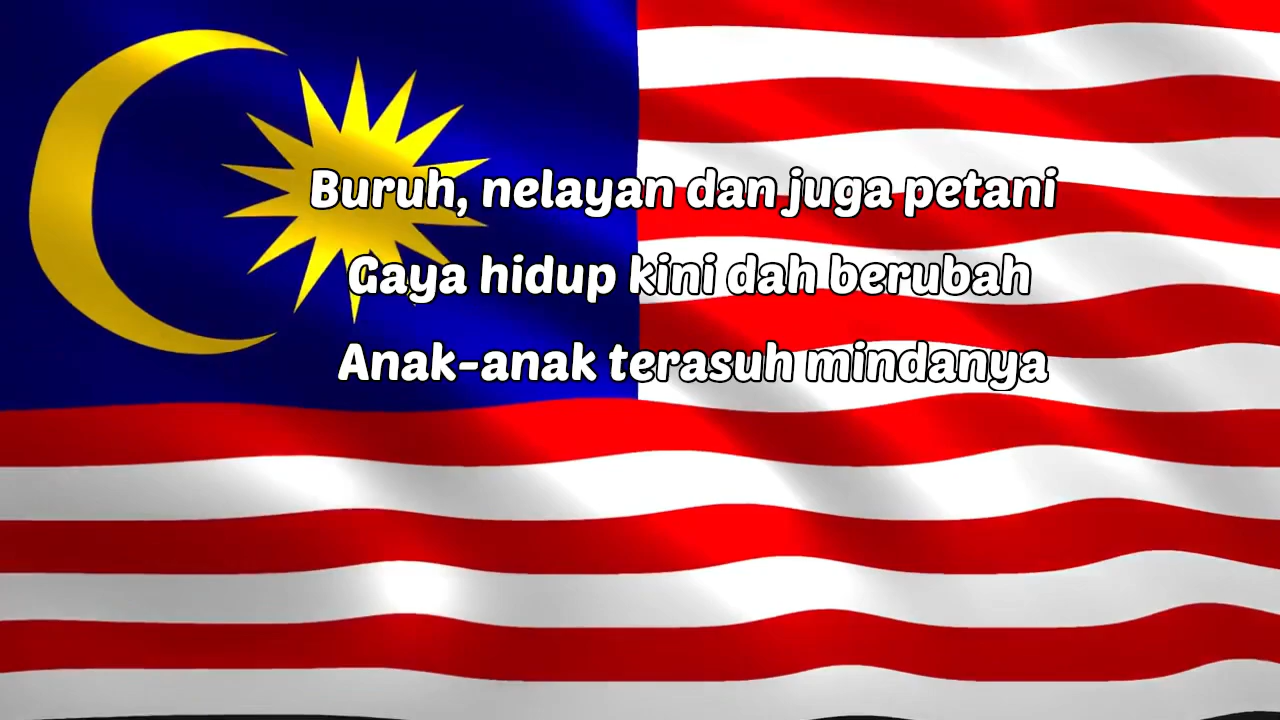 Buruh, nelayan dan juga petani
Gaya hidup kini dah berubah
Anak-anak terasuh mindanya